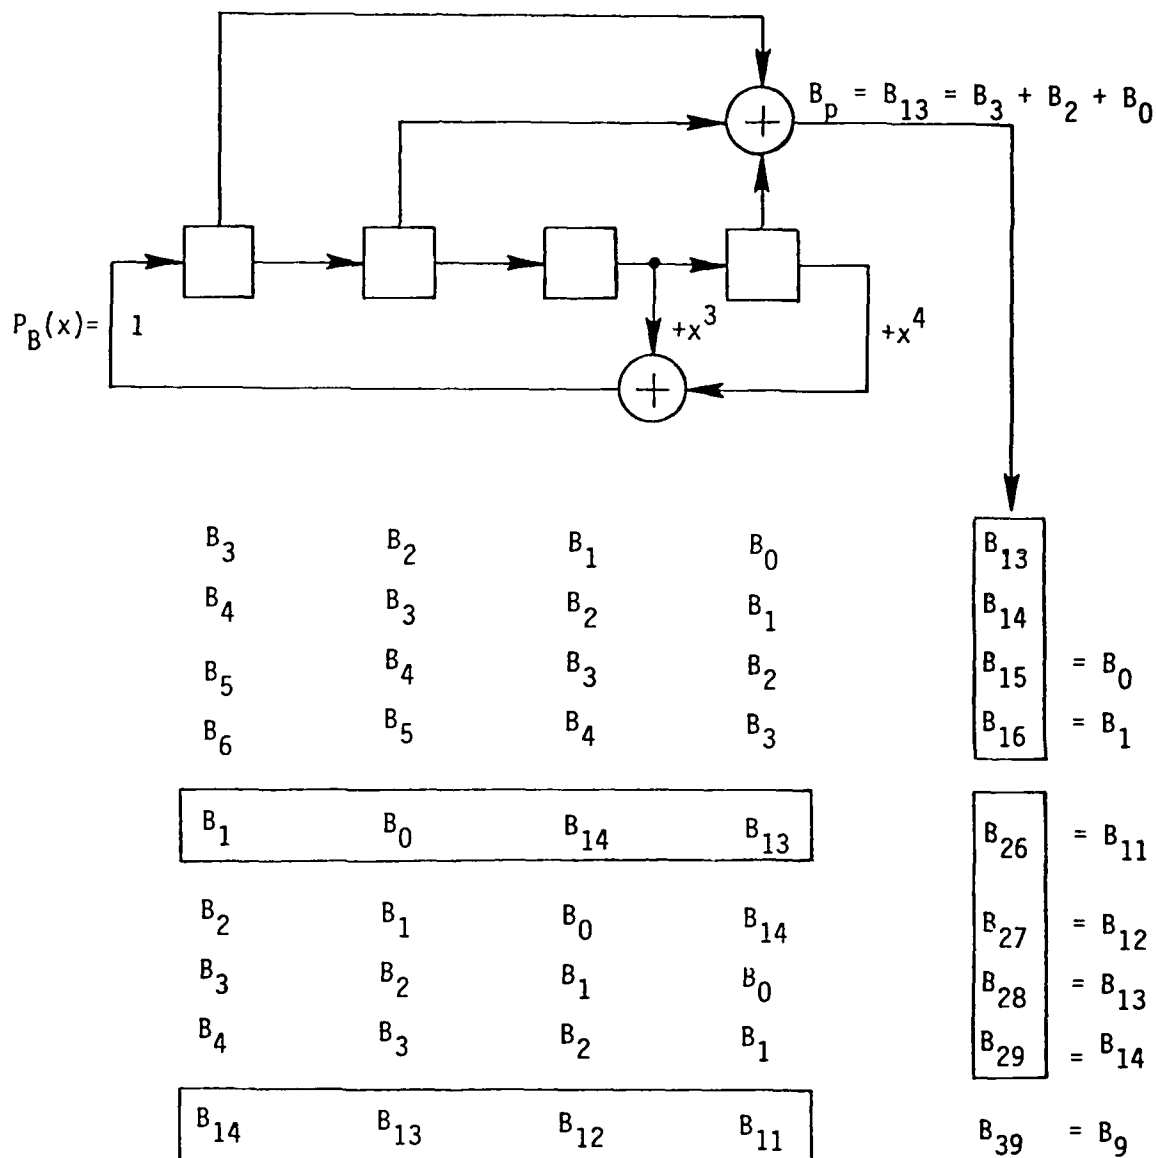 B_p = B_13 = B_3 + B_2 + B_0
P_B(x)= 1 +x^3 +x^4
B_3 B_2 B_1 B_0 B_13
B_4 B_3 B_2 B_1 B_14
B_5 B_4 B_3 B_2 B_15 = B_0
B_6 B_5 B_4 B_3 B_16 = B_1
B_1 B_0 B_14 B_13 B_26 = B_11
B_2 B_1 B_0 B_14 B_27 = B_12
B_3 B_2 B_1 B_0 B_28 = B_13
B_4 B_3 B_2 B_1 B_29 = B_14
B_14 B_13 B_12 B_11 B_39 = B_9